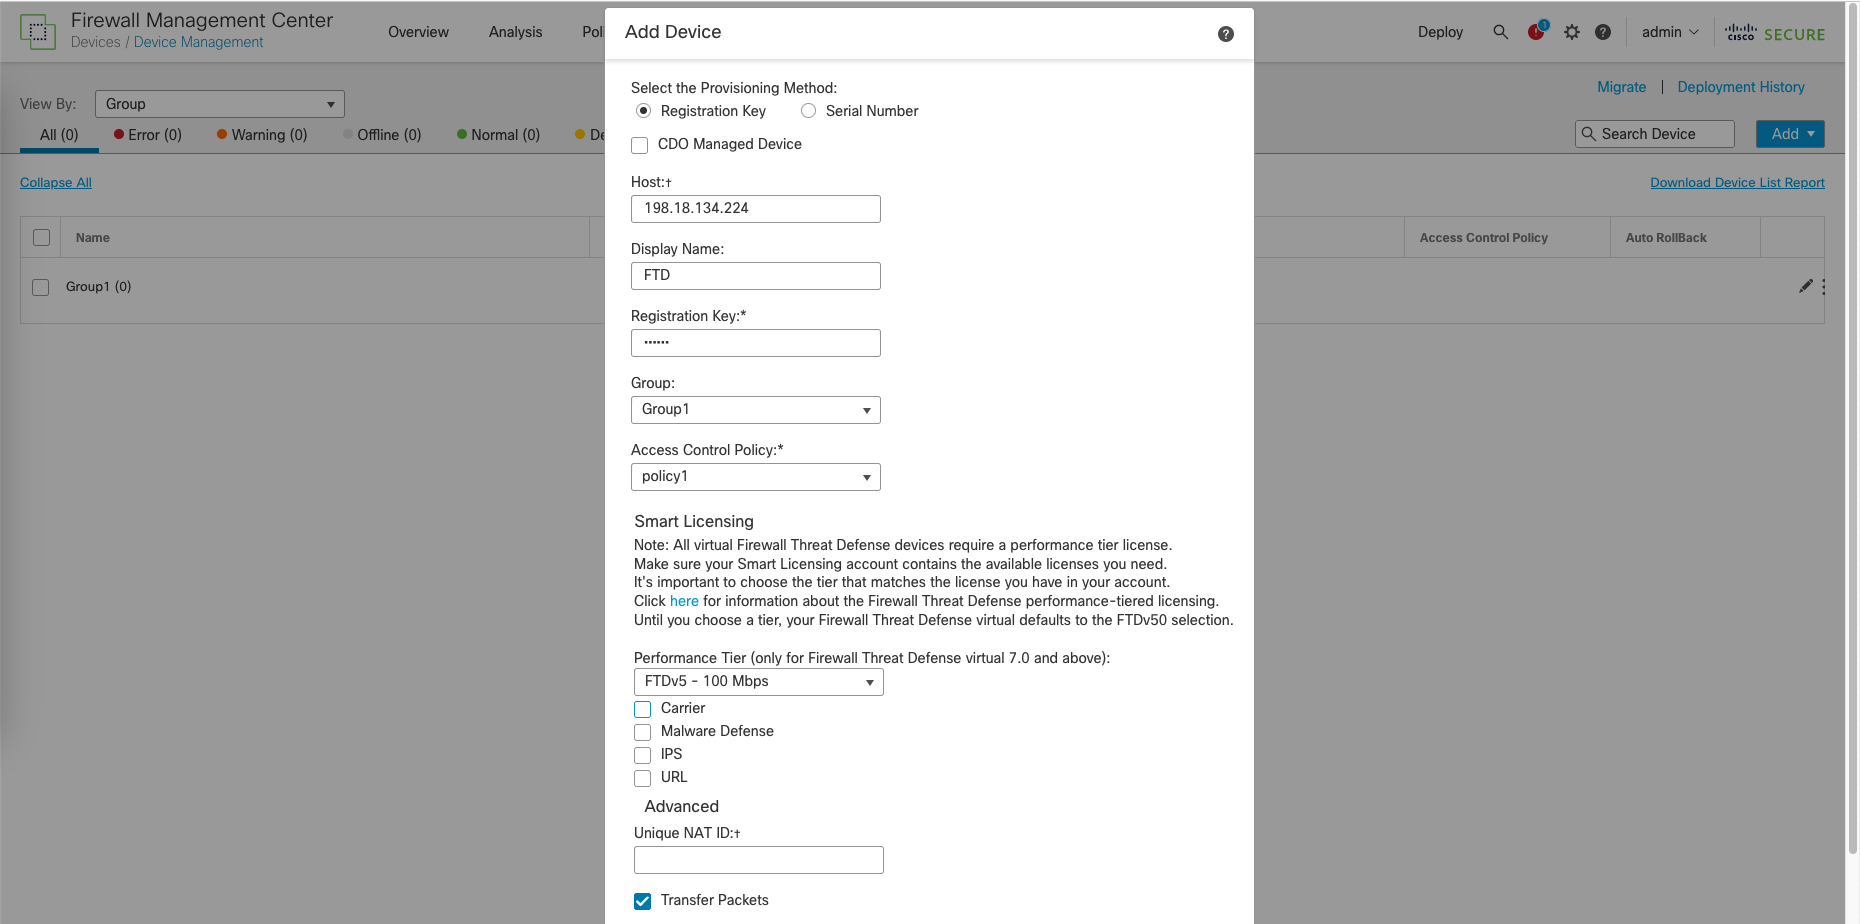 Firewall Management Center
Devices / Device Management
Overview
Analysis
Deploy
1
admin
CISCO SECURE
Migrate | Deployment History
View By:
Group
All (0)
Error (0)
Warning (0)
Offline (0)
Normal (0)
Search Device
Add
Collapse All
Download Device List Report
Name
Access Control Policy
Auto RollBack
Group1 (0)
Add Device
?
Select the Provisioning Method:
Registration Key
Serial Number
CDO Managed Device
Host:†
198.18.134.224
Display Name:
FTD
Registration Key:*
······
Group:
Group1
Access Control Policy:*
policy1
Smart Licensing
Note: All virtual Firewall Threat Defense devices require a performance tier license.
Make sure your Smart Licensing account contains the available licenses you need.
It's important to choose the tier that matches the license you have in your account.
Click here for information about the Firewall Threat Defense performance-tiered licensing.
Until you choose a tier, your Firewall Threat Defense virtual defaults to the FTDv50 selection.
Performance Tier (only for Firewall Threat Defense virtual 7.0 and above):
FTDv5 - 100 Mbps
Carrier
Malware Defense
IPS
URL
Advanced
Unique NAT ID:†
Transfer Packets